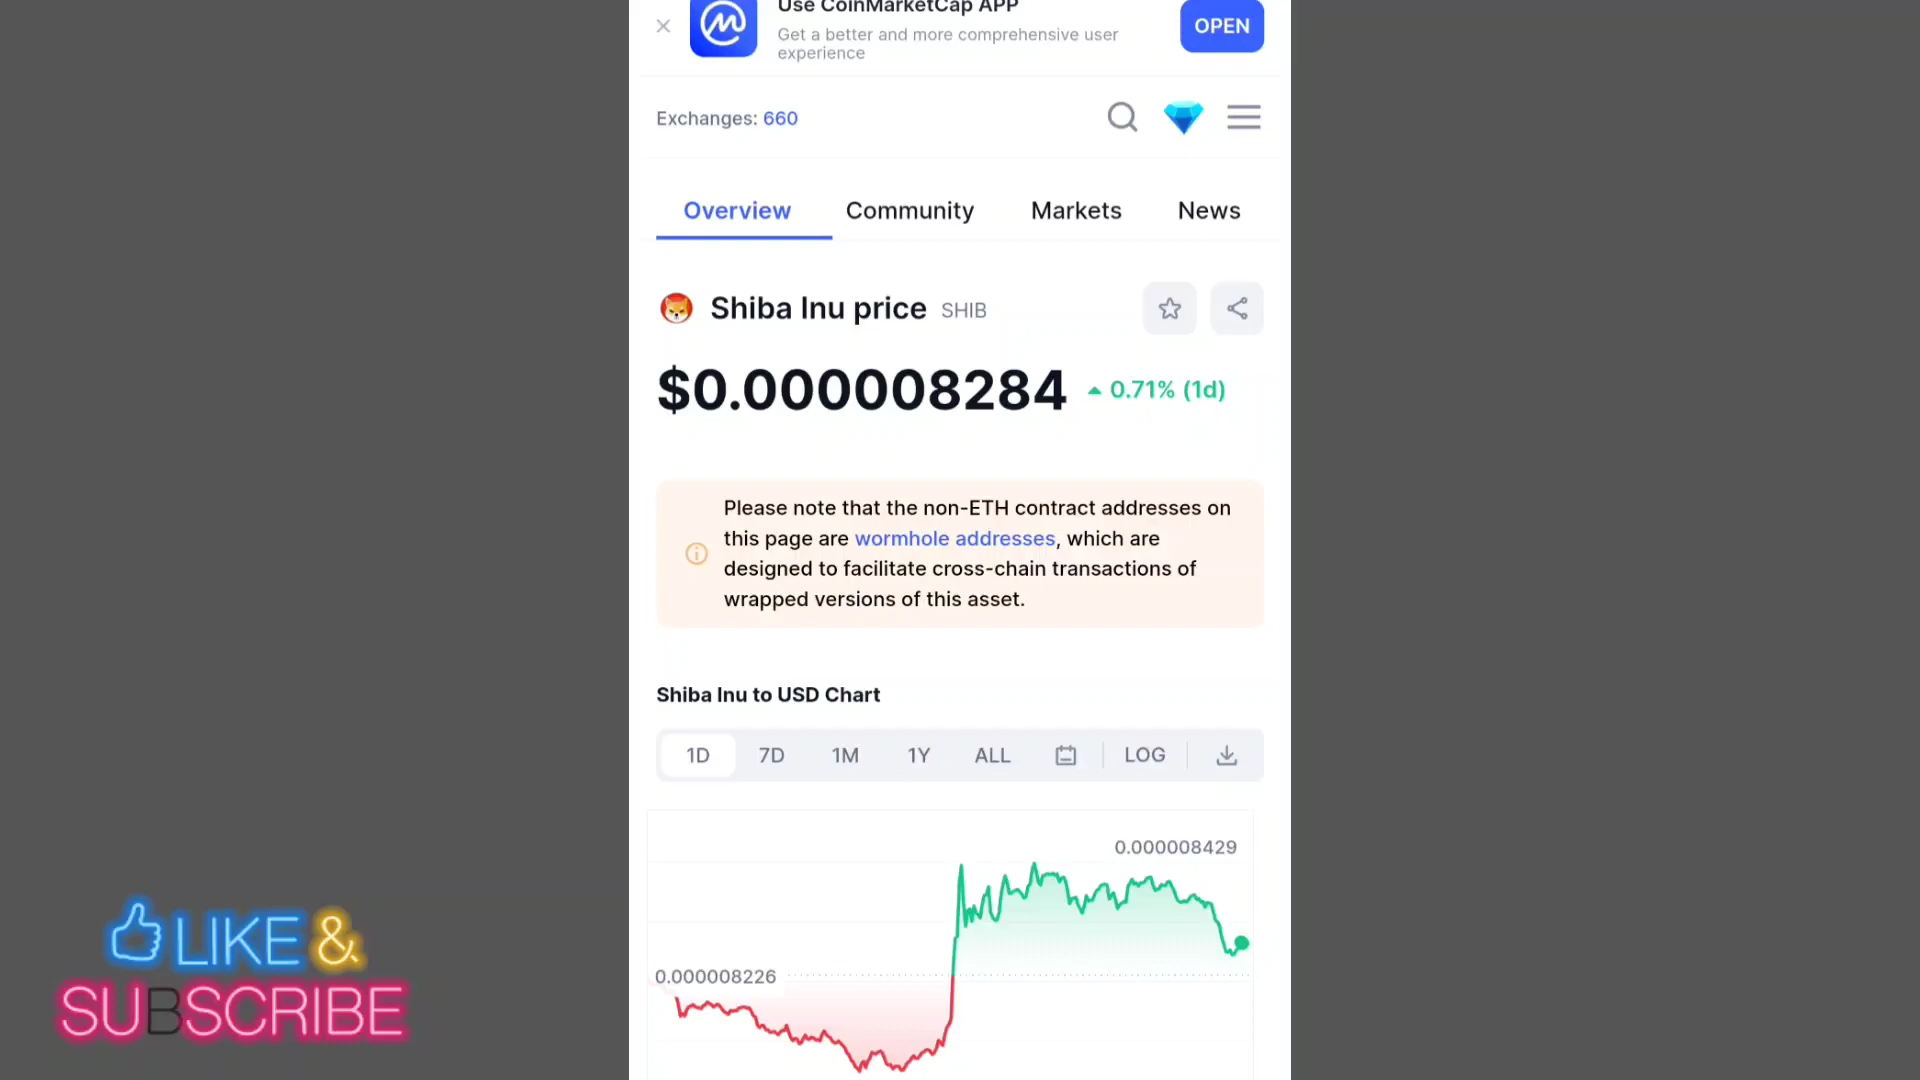 Use CoinMarketCap APP
Get a better and more comprehensive user
experience
OPEN
Exchanges: 660
Overview
Community
Markets
News
Shiba Inu price SHIB
$0.000008284
0.71% (1d)
Please note that the non-ETH contract addresses on
this page are wormhole addresses, which are
designed to facilitate cross-chain transactions of
wrapped versions of this asset.
Shiba Inu to USD Chart
1D
7D
1M
1Y
ALL
LOG
0.000008429
0.000008226
LIKE &
SUBSCRIBE